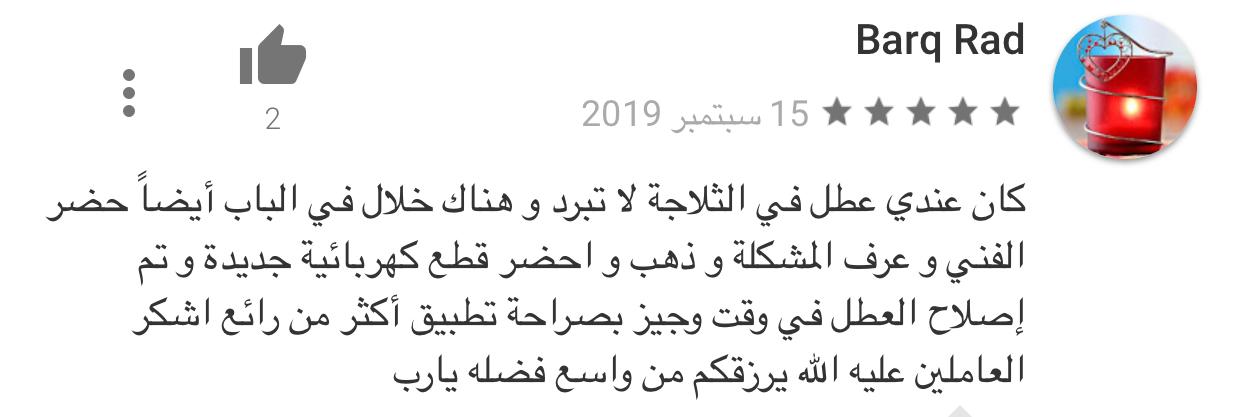 Barq Rad
15 سبتمبر 2019
2
كان عندي عطل في الثلاجة لا تبرد و هناك خلال في الباب أيضاً حضر
الفني و عرف المشكلة و ذهب و احضر قطع كهربائية جديدة و تم
إصلاح العطل في وقت وجيز بصراحة تطبيق أكثر من رائع اشكر
العاملين عليه الله يرزقكم من واسع فضله يارب